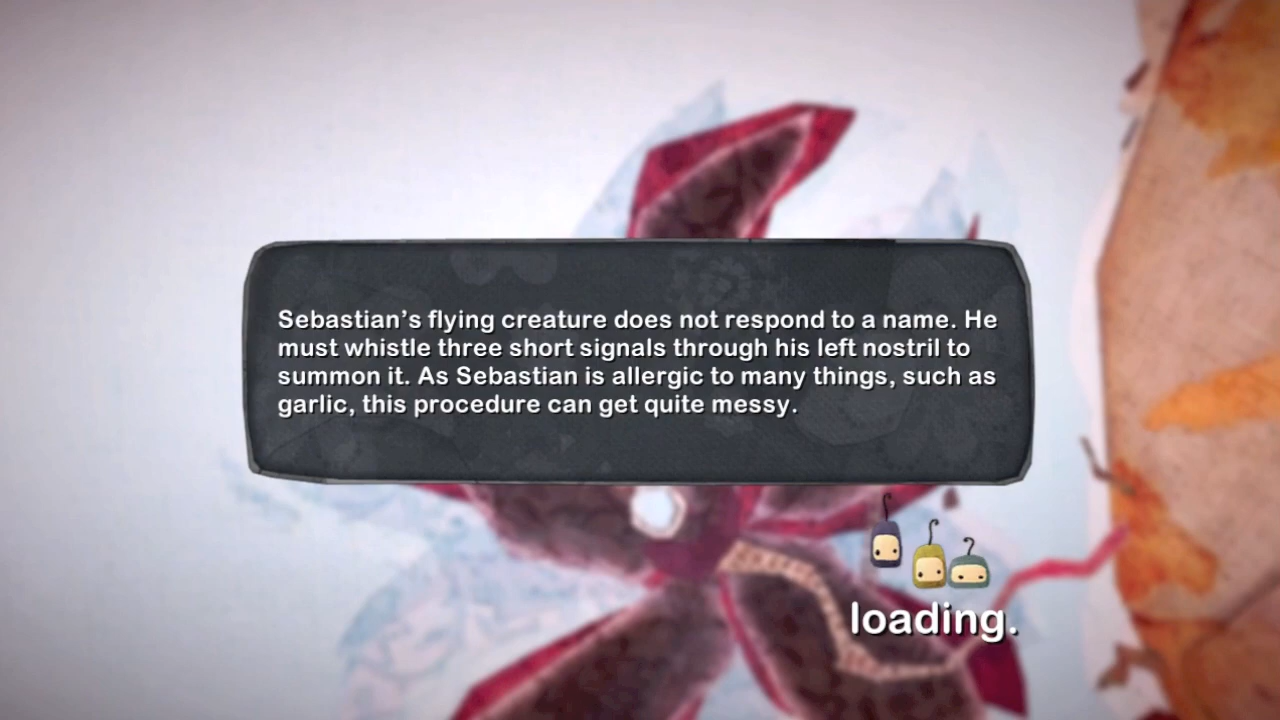 Sebastian’s flying creature does not respond to a name. He
must whistle three short signals through his left nostril to
summon it. As Sebastian is allergic to many things, such as
garlic, this procedure can get quite messy.
loading.